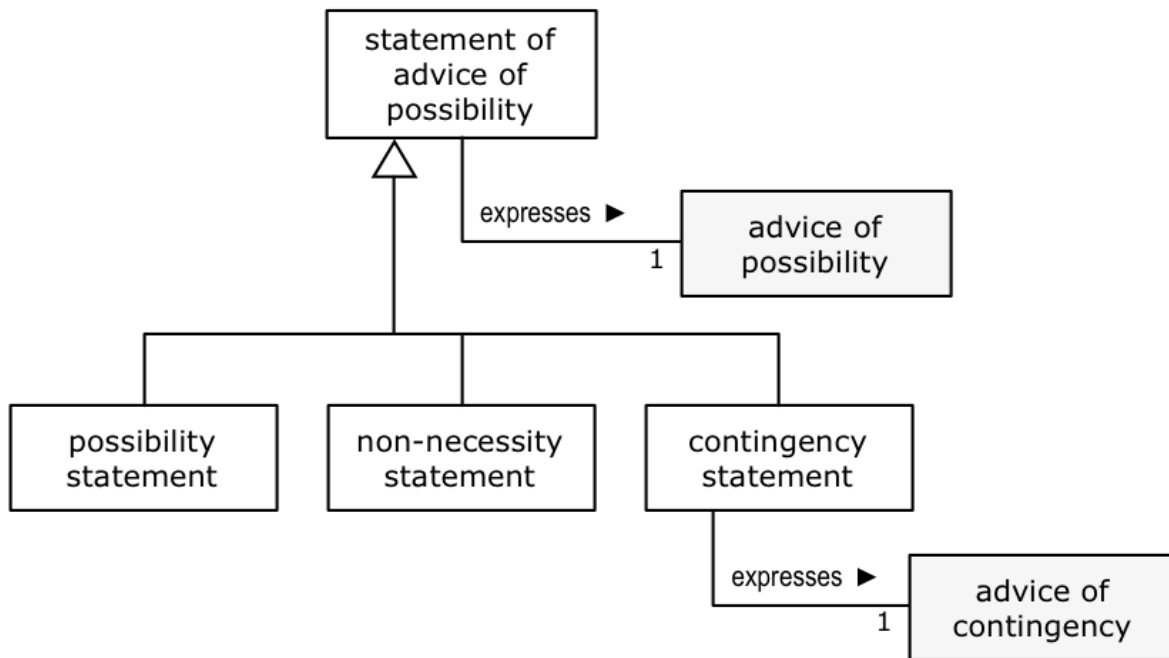 statement of
advice of
possibility
expresses ►
1
advice of
possibility
possibility
statement
non-necessity
statement
contingency
statement
expresses ►
1
advice of
contingency